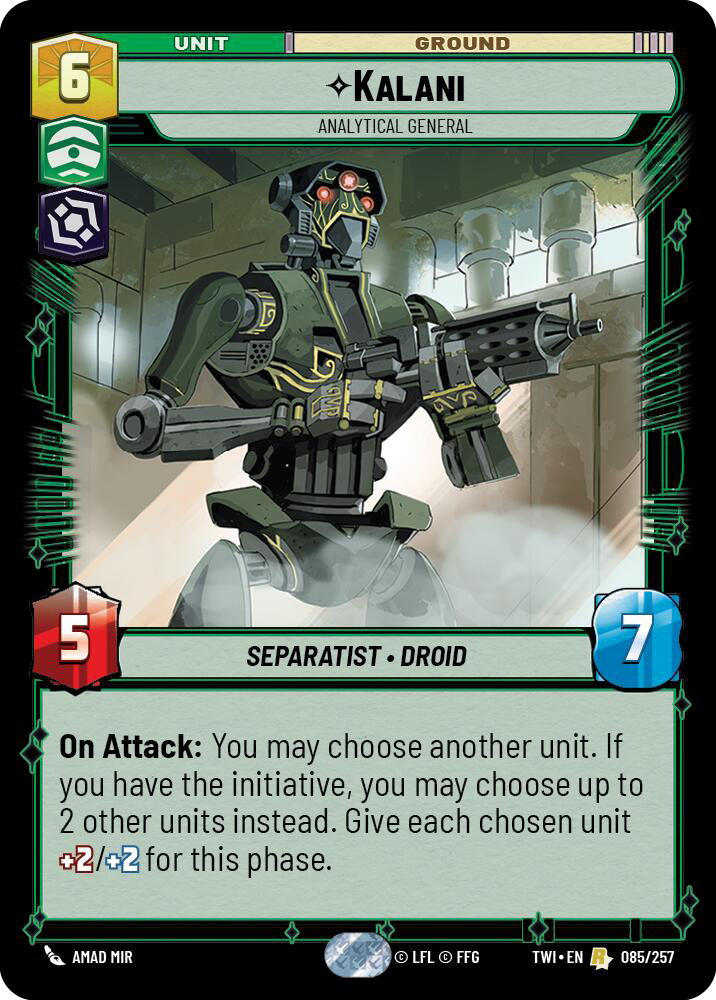 UNIT
GROUND
6
✧KALANI
ANALYTICAL GENERAL
5
SEPARATIST • DROID
7
On Attack: You may choose another unit. If
you have the initiative, you may choose up to
2 other units instead. Give each chosen unit
+2/+2 for this phase.
AMAD MIR
© LFL © FFG
TWI • EN
R
085/257